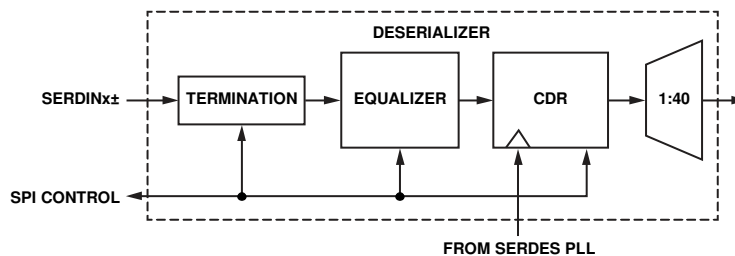 DESERIALIZER
SERDINx±
TERMINATION
EQUALIZER
CDR
1:40
SPI CONTROL
FROM SERDES PLL